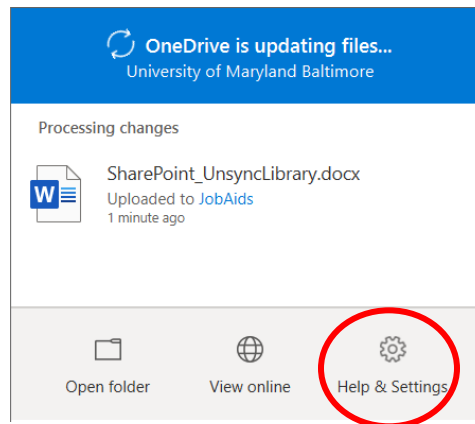 OneDrive is updating files...
University of Maryland Baltimore
Processing changes
W
SharePoint_UnsyncLibrary.docx
Uploaded to JobAids
1 minute ago
Open folder
View online
Help & Settings